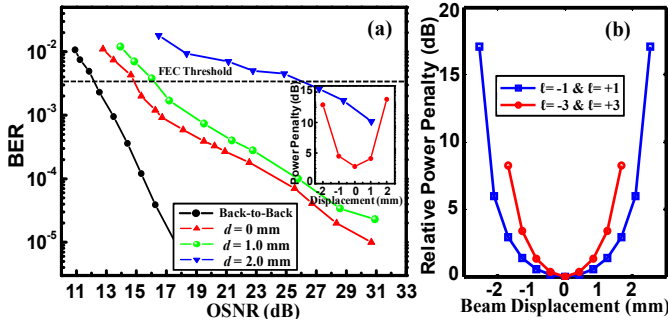 (a)
BER
10-2
10-3
10-4
10-5
FEC Threshold
Back-to-Back
d = 0 mm
d = 1.0 mm
d = 2.0 mm
11 13 15 17 19 21 23 25 27 29 31 33
OSNR (dB)
Power Penalty(dB)
15
10
5
0
-2 -1 0 1 2
Displacement (mm)
(b)
Relative Power Penalty (dB)
20
15
10
5
0
ℓ= -1 & ℓ= +1
ℓ= -3 & ℓ= +3
-2 0 2
Beam Displacement (mm)